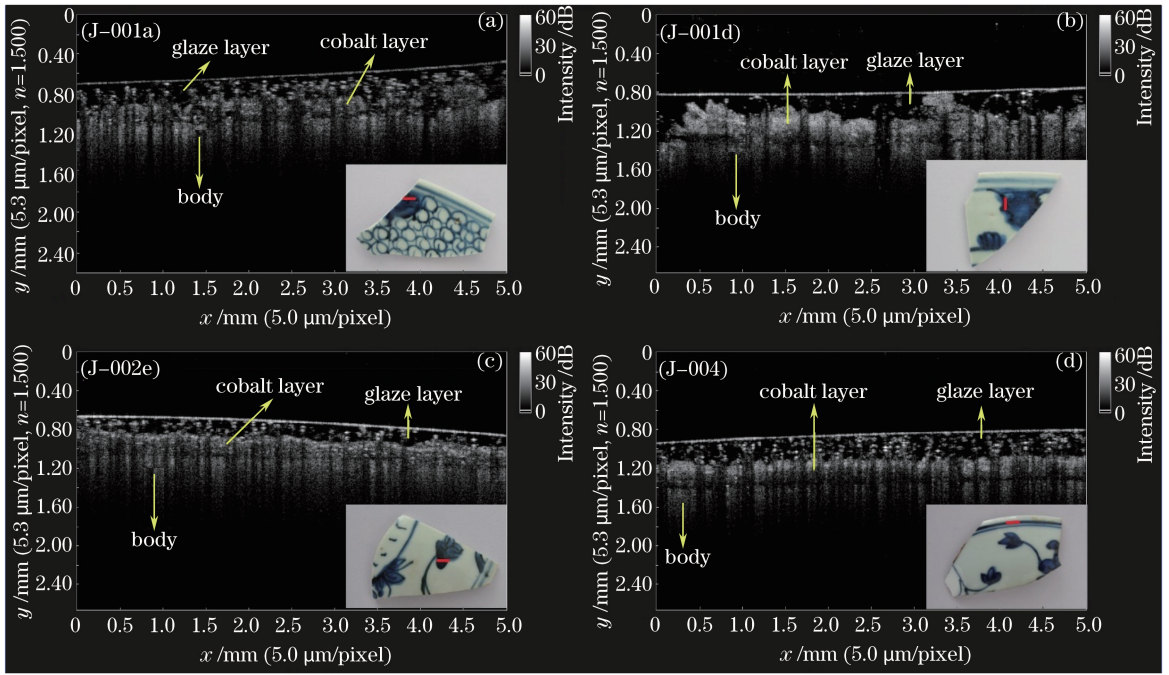 (J-001a)
(a)
glaze layer
cobalt layer
body
0
0.40
0.80
1.20
1.60
2.00
2.40
y /mm (5.3 μm/pixel, n=1.500)
0 0.5 1.0 1.5 2.0 2.5 3.0 3.5 4.0 4.5 5.0
x /mm (5.0 μm/pixel)
60
30
0
Intensity /dB
(J-001d)
(b)
cobalt layer
glaze layer
body
0
0.40
0.80
1.20
1.60
2.00
2.40
y /mm (5.3 μm/pixel, n=1.500)
0 0.5 1.0 1.5 2.0 2.5 3.0 3.5 4.0 4.5 5.0
x /mm (5.0 μm/pixel)
60
30
0
Intensity /dB
(J-002e)
(c)
cobalt layer
glaze layer
body
0
0.40
0.80
1.20
1.60
2.00
2.40
y /mm (5.3 μm/pixel, n=1.500)
0 0.5 1.0 1.5 2.0 2.5 3.0 3.5 4.0 4.5 5.0
x /mm (5.0 μm/pixel)
60
30
0
Intensity /dB
(J-004)
(d)
cobalt layer
glaze layer
body
0
0.40
0.80
1.20
1.60
2.00
2.40
y /mm (5.3 μm/pixel, n=1.500)
0 0.5 1.0 1.5 2.0 2.5 3.0 3.5 4.0 4.5 5.0
x /mm (5.0 μm/pixel)
60
30
0
Intensity /dB